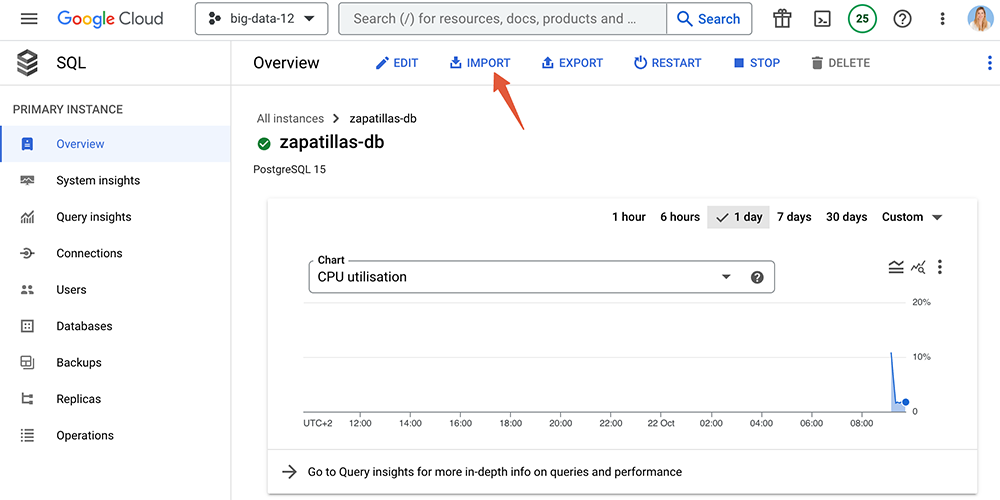 Google Cloud
big-data-12
Search (/) for resources, docs, products and ...
Search
25
SQL
Overview
EDIT
IMPORT
EXPORT
RESTART
STOP
DELETE
PRIMARY INSTANCE
Overview
System insights
Query insights
Connections
Users
Databases
Backups
Replicas
Operations
All instances
zapatillas-db
zapatillas-db
PostgreSQL 15
1 hour 6 hours 1 day 7 days 30 days Custom
Chart
CPU utilisation
20%
10%
0
UTC+2 12:00 14:00 16:00 18:00 20:00 22:00 22 Oct 02:00 04:00 06:00 08:00
Go to Query insights for more in-depth info on queries and performance